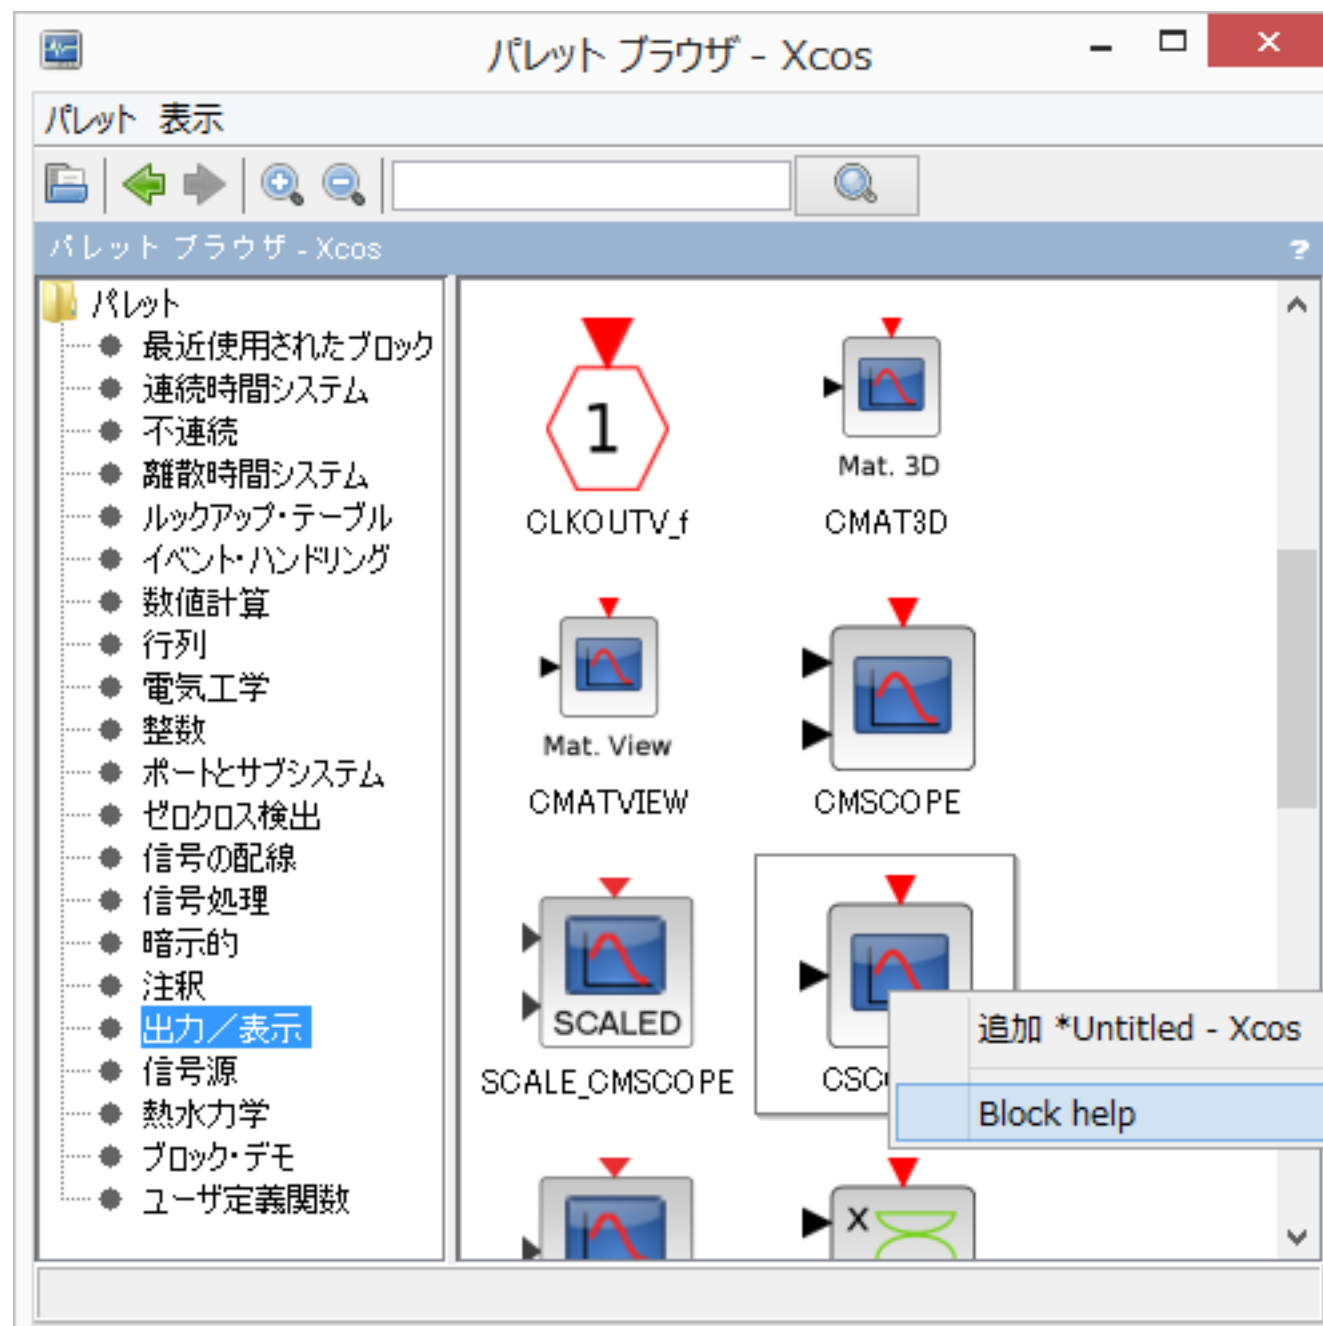 パレット ブラウザ - Xcos
パレット 表示
パレット ブラウザ - Xcos ?
パレット
最近使用されたブロック
連続時間システム
不連続
離散時間システム
ルックアップ・テーブル
イベント・ハンドリング
数値計算
行列
電気工学
整数
ポートとサブシステム
ゼロクロス検出
信号の配線
信号処理
暗示的
注釈
出力／表示
信号源
熱水力学
ブロック・デモ
ユーザ定義関数
1
CLKOUTV_f
Mat. 3D
CMAT3D
Mat. View
CMATVIEW
CMSCOPE
SCALED
SCALE_CMSCOPE
追加 *Untitled - Xcos
Block help
X